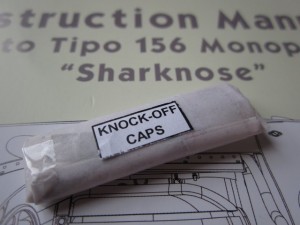 struction Man
to Tipo 156 Monop
"Sharknose"
KNOCK-OFF
CAPS